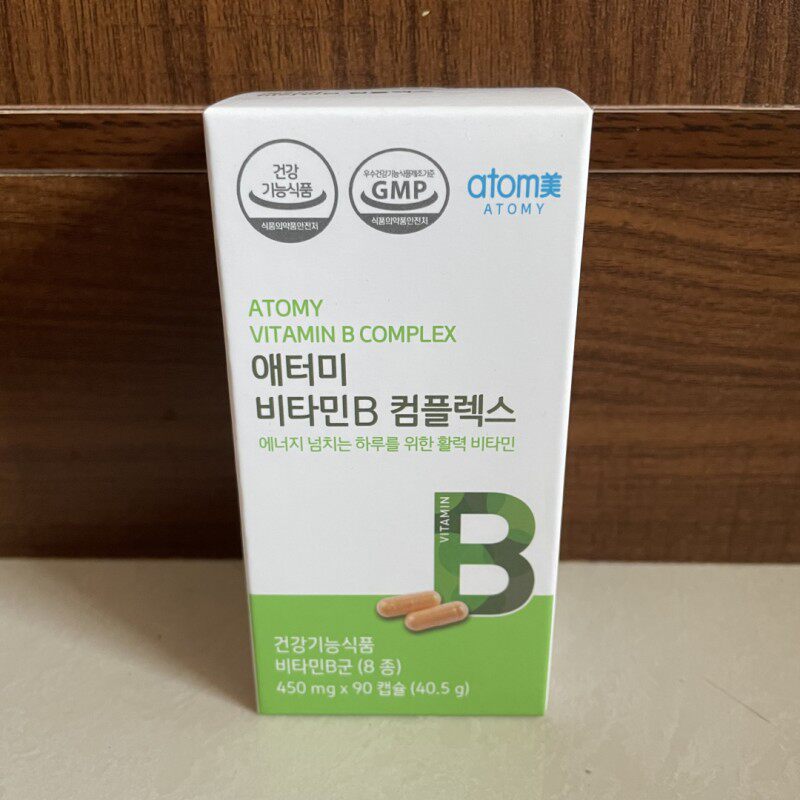 건강
기능식품
식품의약품안전처
우수건강기능식품제조기준
GMP
식품의약품안전처
atom美
ATOMY
ATOMY
VITAMIN B COMPLEX
애터미
비타민B 컴플렉스
에너지 넘치는 하루를 위한 활력 비타민
VITAMIN
B
건강기능식품
비타민B군 (8 종)
450 mg x 90 캡슐 (40.5 g)